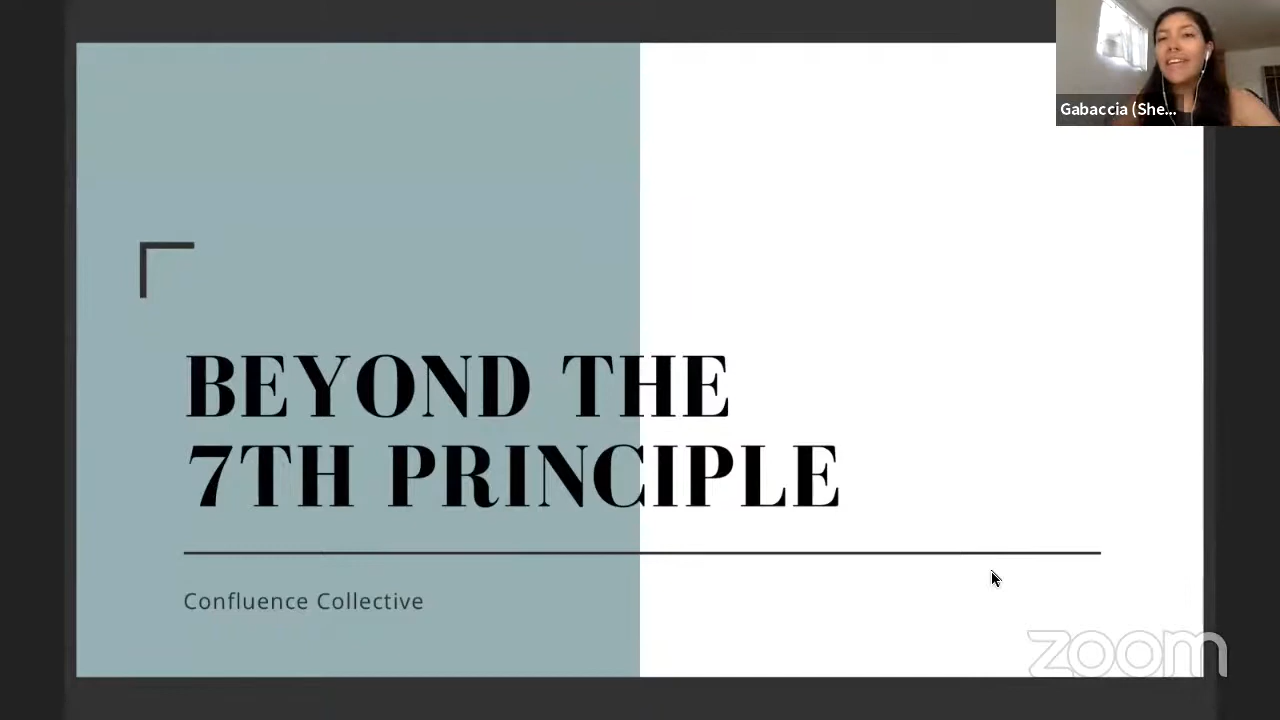 Gabaccia (She...
BEYOND THE
7TH PRINCIPLE
Confluence Collective
zoom